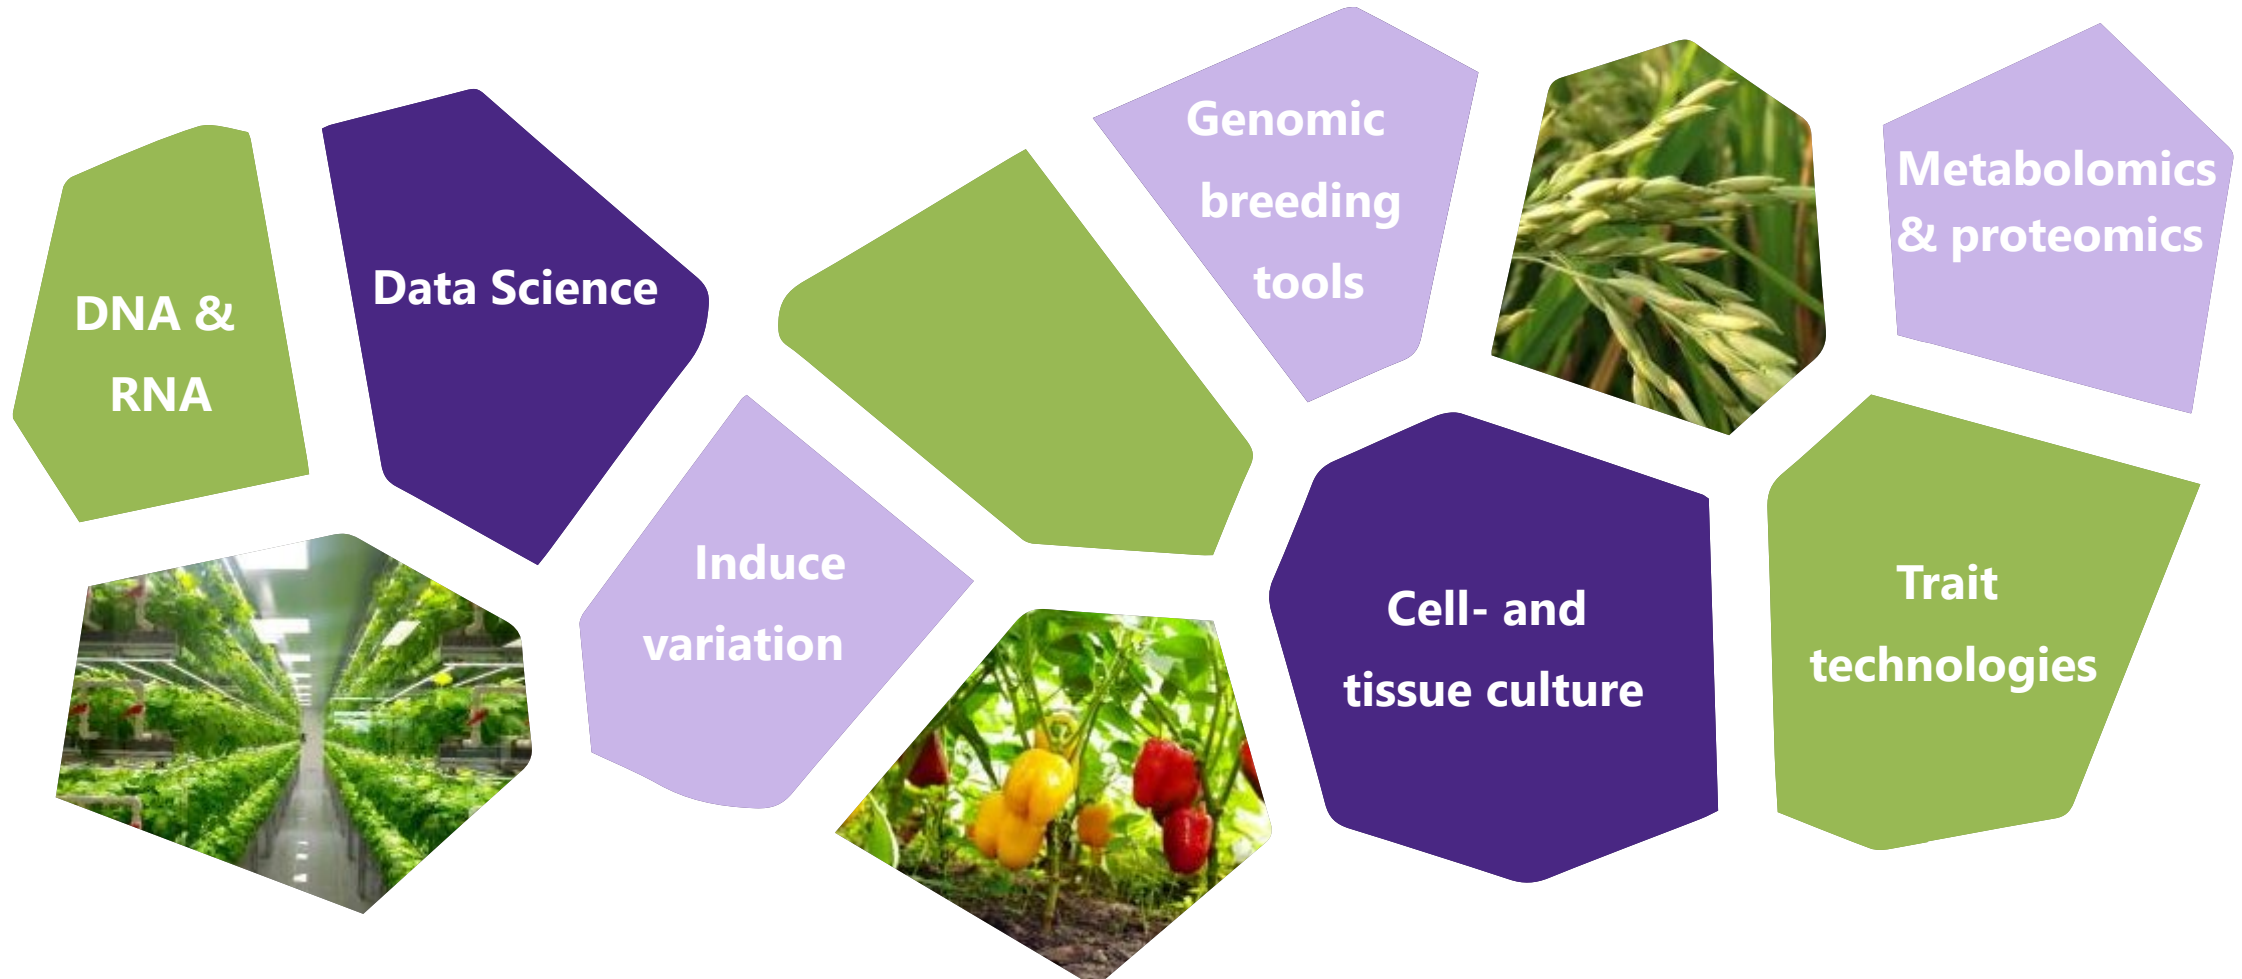 DNA &
RNA
Data Science
Induce
variation
Genomic
breeding
tools
Cell- and
tissue culture
Metabolomics
& proteomics
Trait
technologies